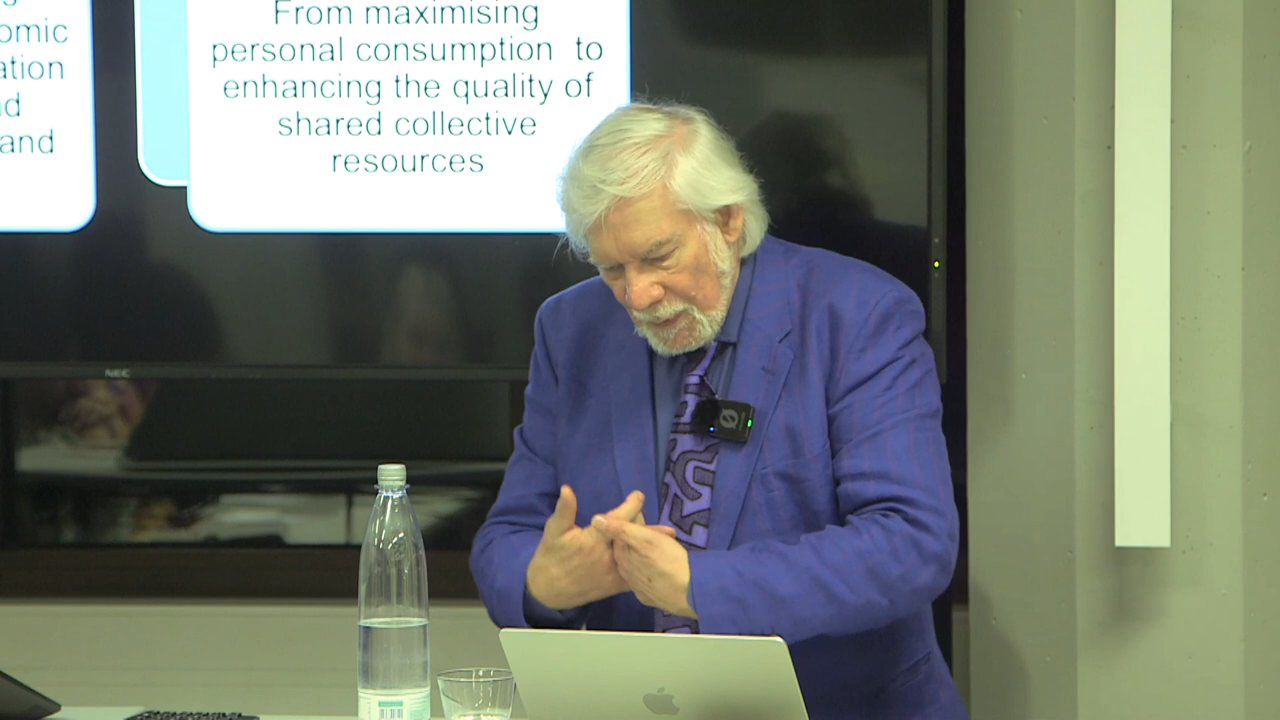 omic
ation
and
From maximising
personal consumption to
enhancing the quality of
shared collective
resources
NEC